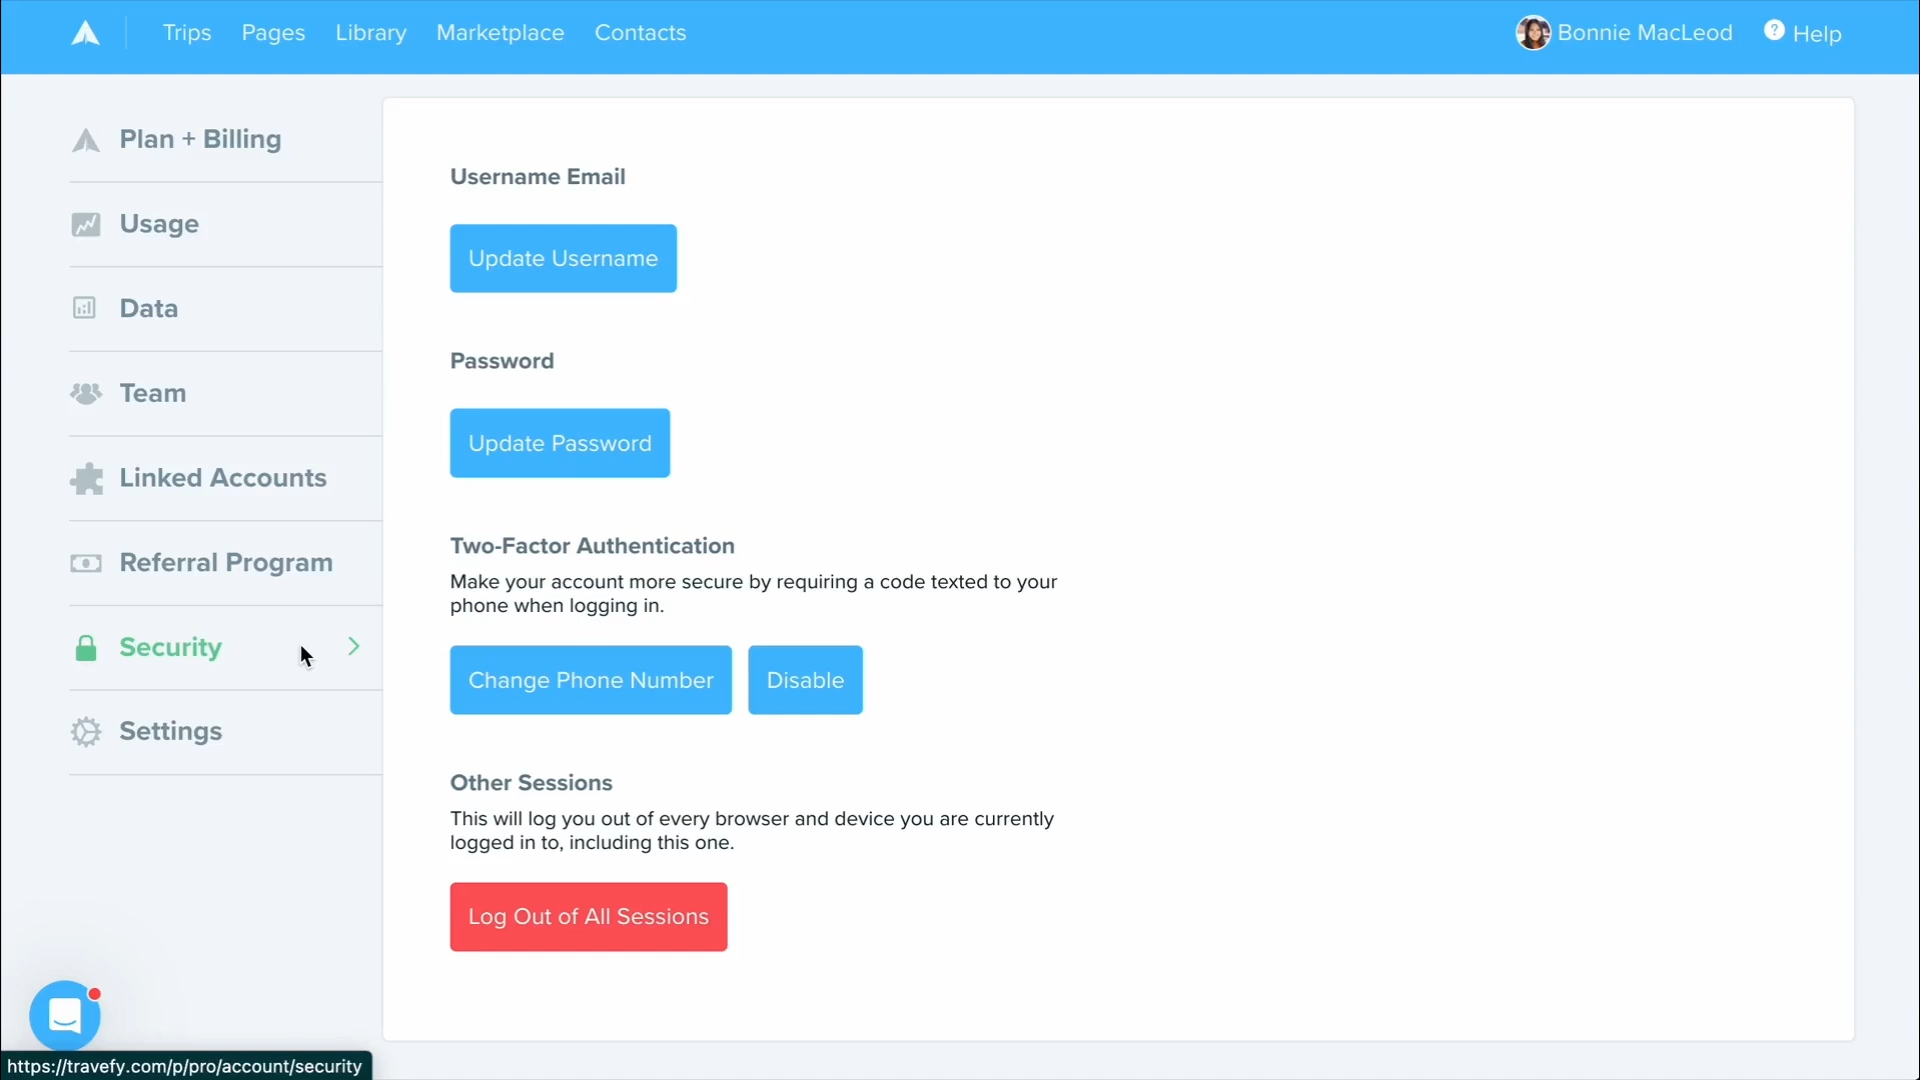 Trips Pages Library Marketplace Contacts Bonnie MacLeod ? Help
Plan + Billing
Usage
Data
Team
Linked Accounts
Referral Program
Security
Settings
Username Email
Update Username
Password
Update Password
Two-Factor Authentication
Make your account more secure by requiring a code texted to your
phone when logging in.
Change Phone Number Disable
Other Sessions
This will log you out of every browser and device you are currently
logged in to, including this one.
Log Out of All Sessions
https://travefy.com/p/pro/account/security